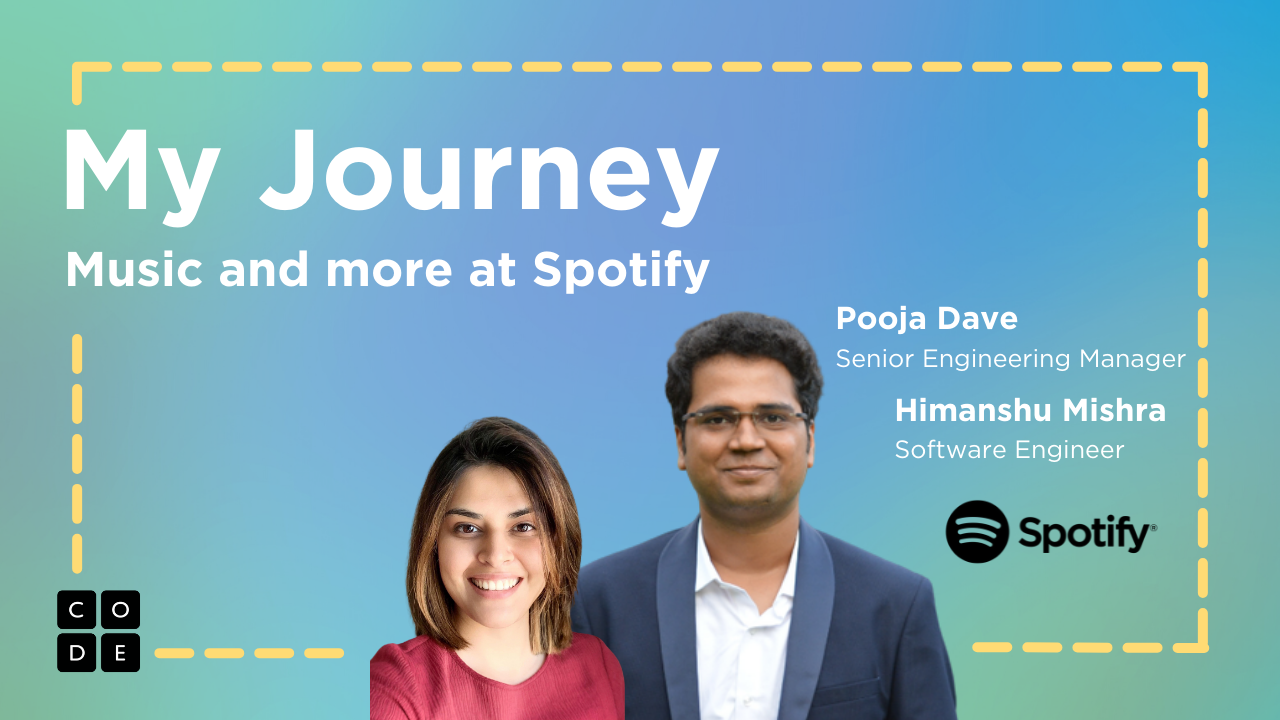 My Journey
Music and more at Spotify
Pooja Dave
Senior Engineering Manager
Himanshu Mishra
Software Engineer
Spotify®
C O
D E